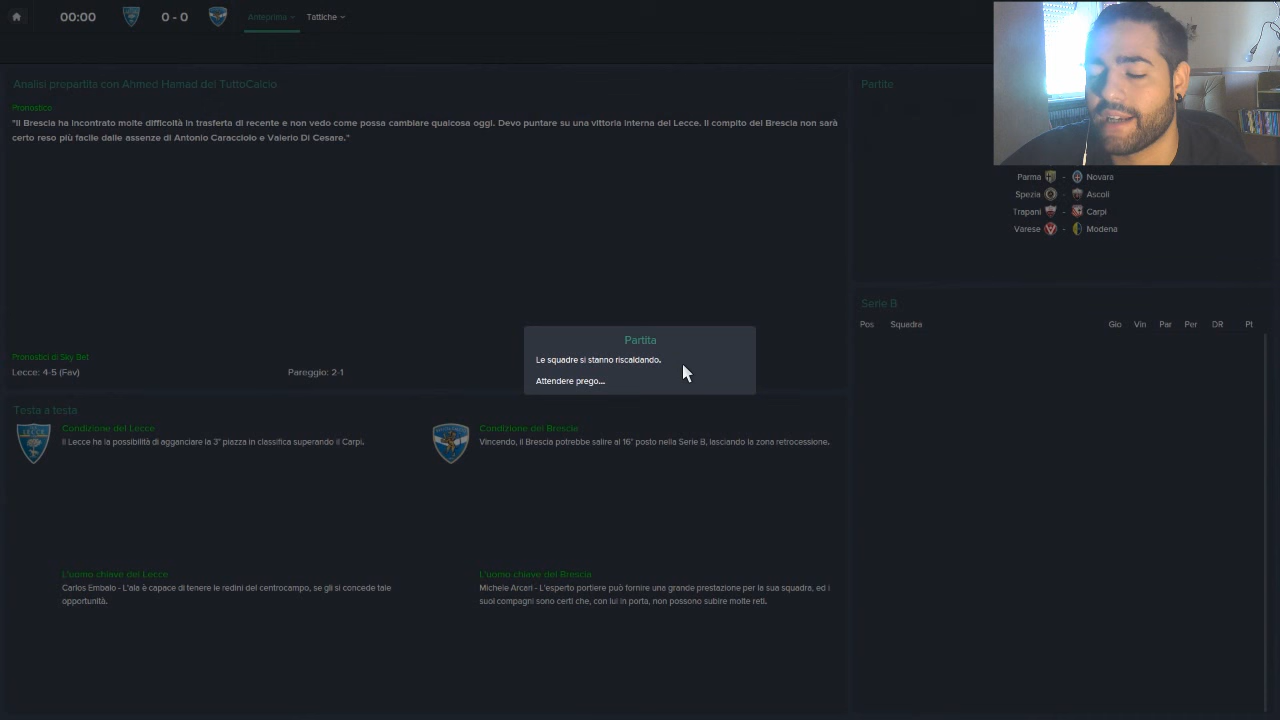 00:00
0 - 0
Anteprima
Tattiche
Analisi prepartita con Ahmed Hamad del TuttoCalcio
Pronostico
"Il Brescia ha incontrato molte difficoltà in trasferta di recente e non vedo come possa cambiare qualcosa oggi. Devo puntare su una vittoria interna del Lecce. Il compito del Brescia non sarà
certo reso più facile dalle assenze di Antonio Caracciolo e Valerio Di Cesare."
Pronostici di Sky Bet
Lecce: 4-5 (Fav)
Pareggio: 2-1
Partita
Le squadre si stanno riscaldando.
Attendere prego...
Testa a testa
Condizione del Lecce
Il Lecce ha la possibilità di agganciare la 3ª piazza in classifica superando il Carpi.
Condizione del Brescia
Vincendo, il Brescia potrebbe salire al 16° posto nella Serie B, lasciando la zona retrocessione.
L'uomo chiave del Lecce
Carlos Embalo - L'ala è capace di tenere le redini del centrocampo, se gli si concede tale
opportunità.
L'uomo chiave del Brescia
Michele Arcari - L'esperto portiere può fornire una grande prestazione per la sua squadra, ed i
suoi compagni sono certi che, con lui in porta, non possono subire molte reti.
Partite
Parma - Novara
Spezia - Ascoli
Trapani - Carpi
Varese - Modena
Serie B
Pos Squadra Gio Vin Par Per DR Pt